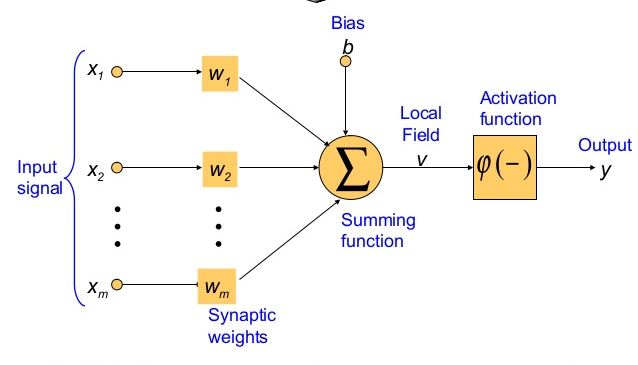 Bias
b
x1
w1
Activation
function
Local
Field
v
Input
signal
x2
w2
∑
φ(−)
Output
y
Summing
function
xm
wm
Synaptic
weights